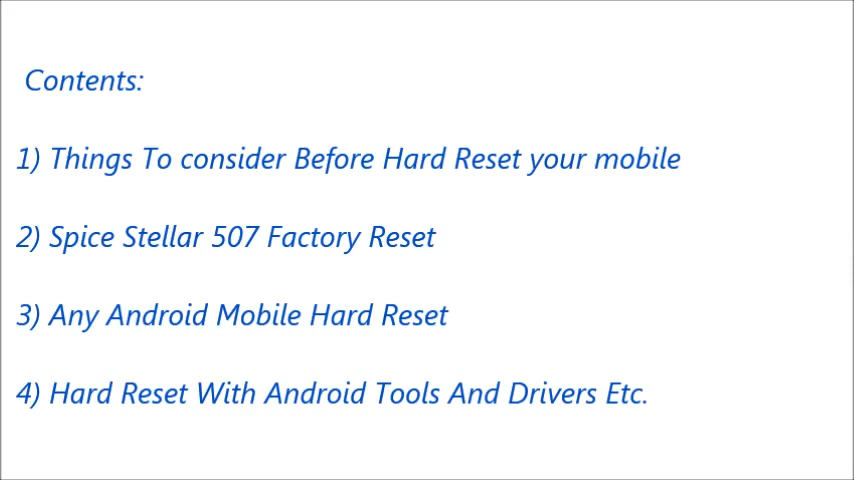 Contents:
1) Things To consider Before Hard Reset your mobile
2) Spice Stellar 507 Factory Reset
3) Any Android Mobile Hard Reset
4) Hard Reset With Android Tools And Drivers Etc.